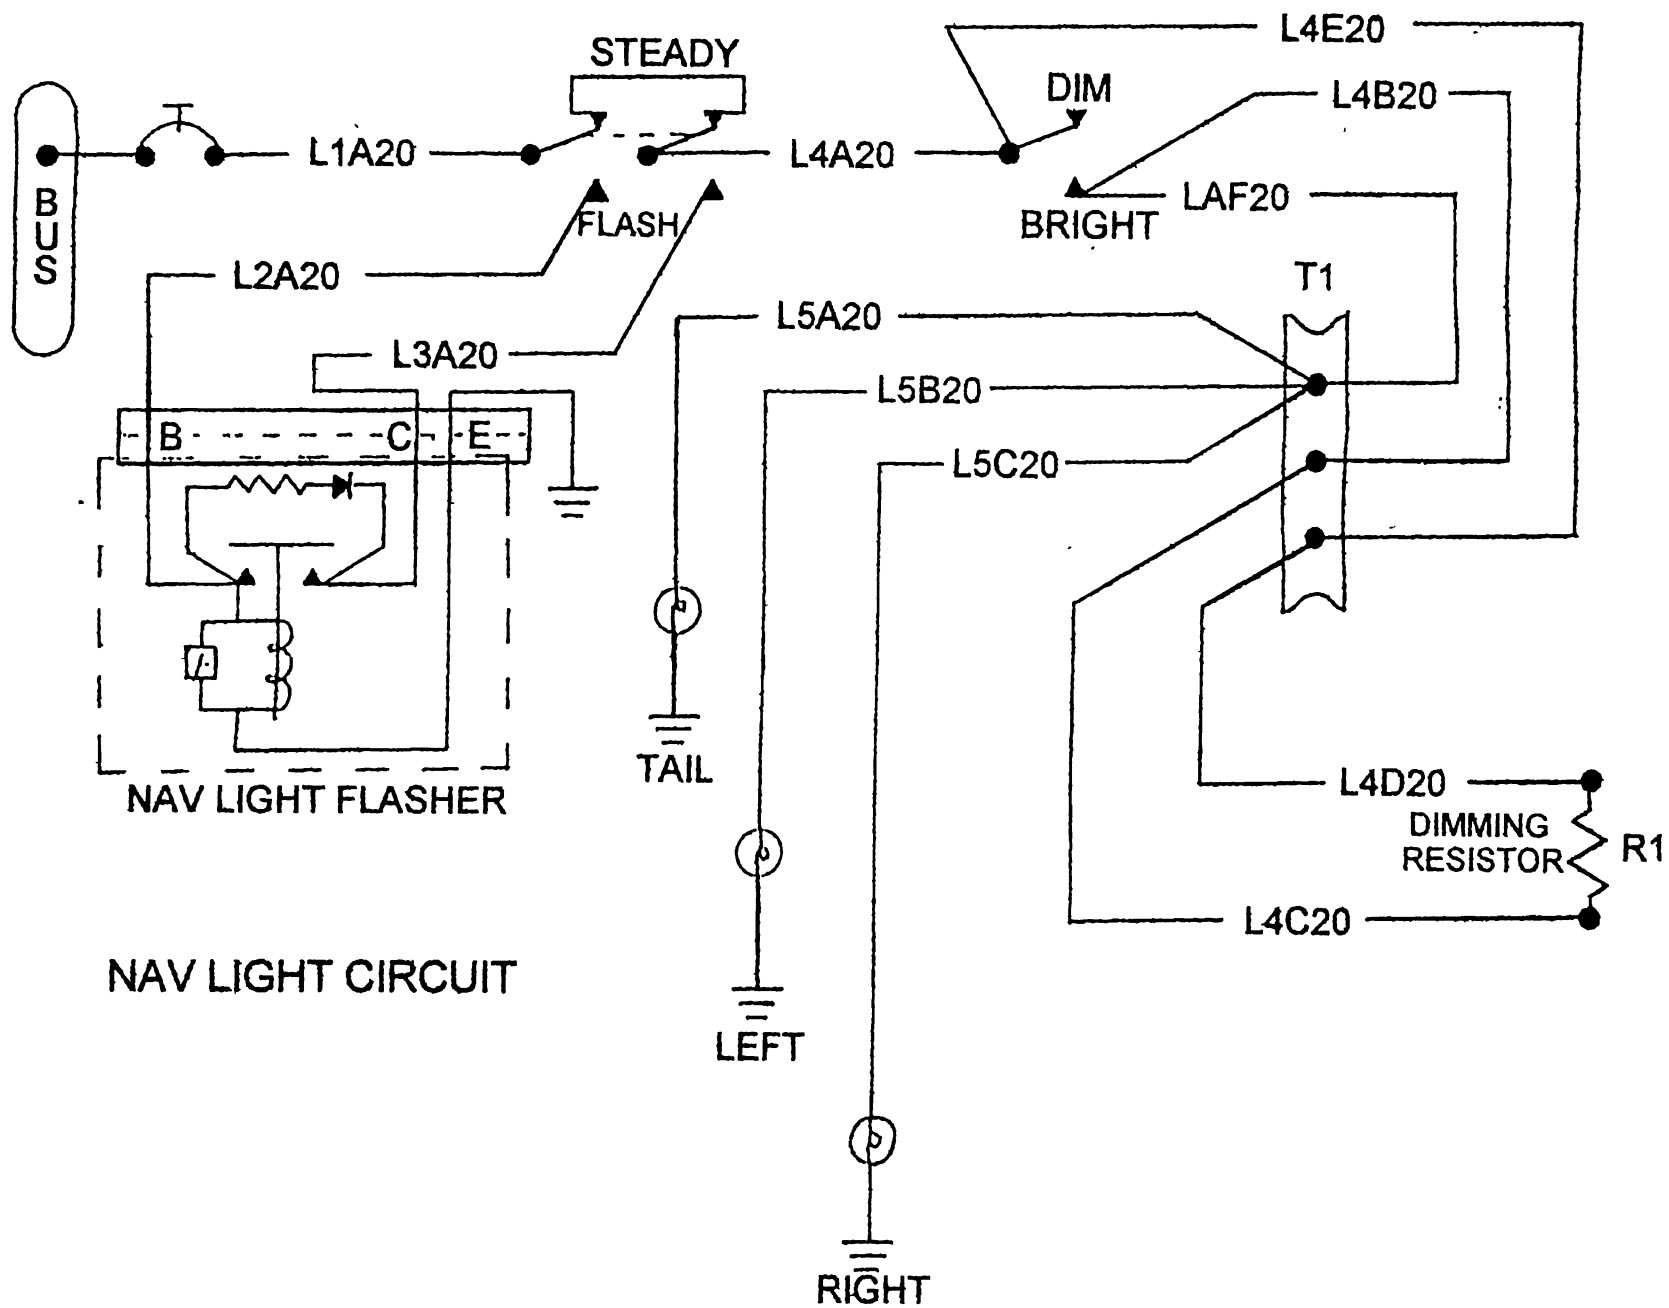 L4E20
STEADY
DIM
L4B20
L1A20
L4A20
BUS
FLASH
LAF20
BRIGHT
L2A20
T1
L5A20
L3A20
L5B20
B
C
E
L5C20
TAIL
L4D20
NAV LIGHT FLASHER
DIMMING
RESISTOR
R1
L4C20
NAV LIGHT CIRCUIT
LEFT
RIGHT